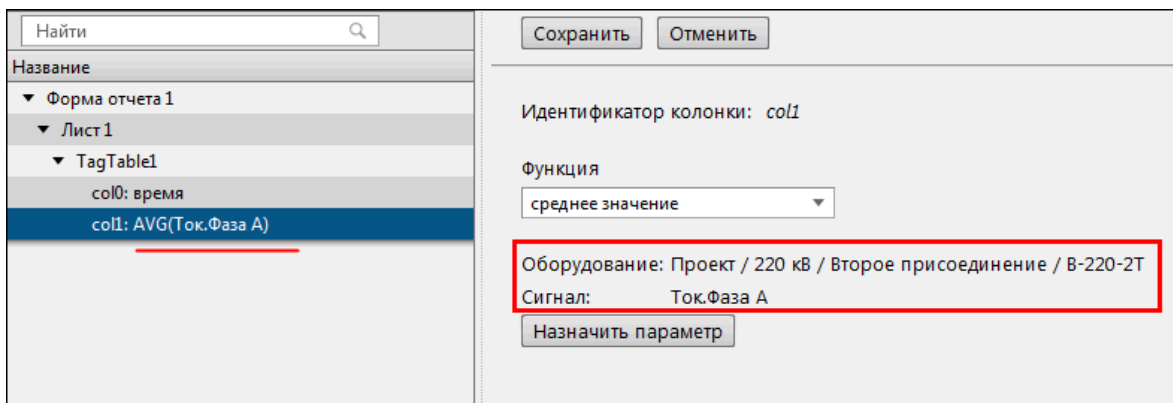 Найти
Название
Форма отчета 1
Лист 1
TagTable1
col0: время
col1: AVG(Ток.Фаза А)
Сохранить Отменить
Идентификатор колонки: col1
Функция
среднее значение
Оборудование: Проект / 220 кВ / Второе присоединение / В-220-2Т
Сигнал: Ток.Фаза А
Назначить параметр